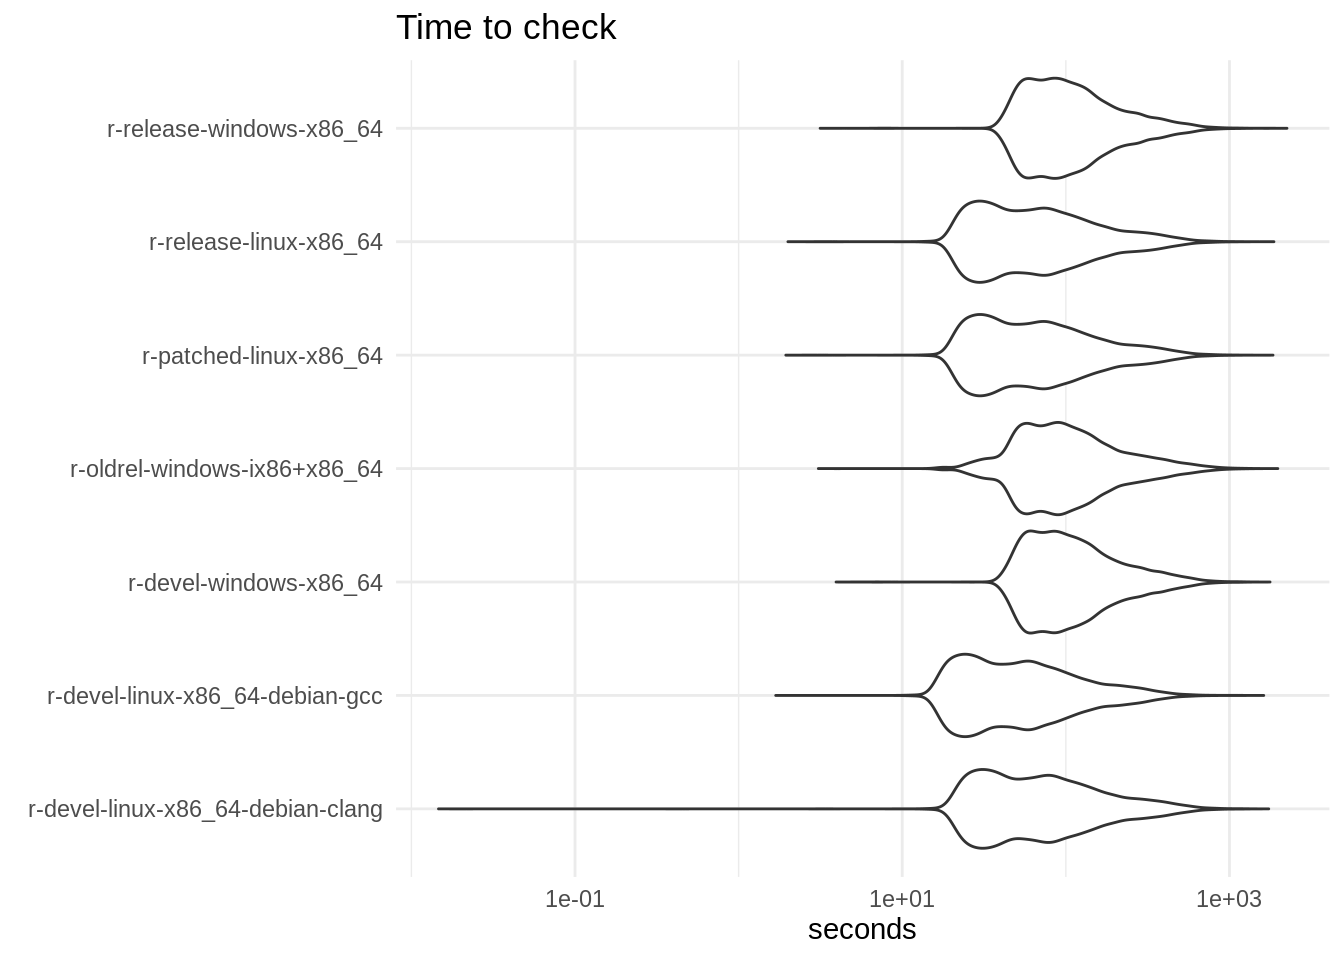 Time to check
r-release-windows-x86_64
r-release-linux-x86_64
r-patched-linux-x86_64
r-oldrel-windows-ix86+x86_64
r-devel-windows-x86_64
r-devel-linux-x86_64-debian-gcc
r-devel-linux-x86_64-debian-clang
1e-01 1e+01 1e+03
seconds